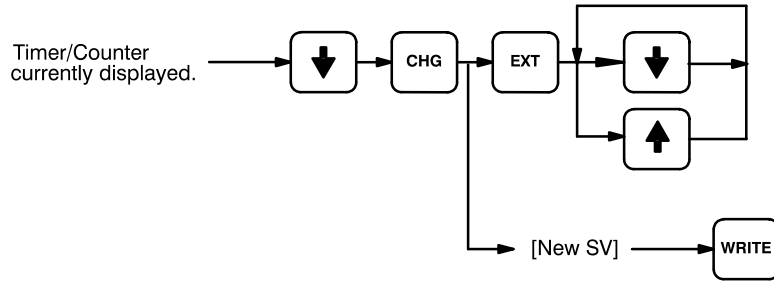 Timer/Counter
currently displayed.
CHG
EXT
[New SV]
WRITE